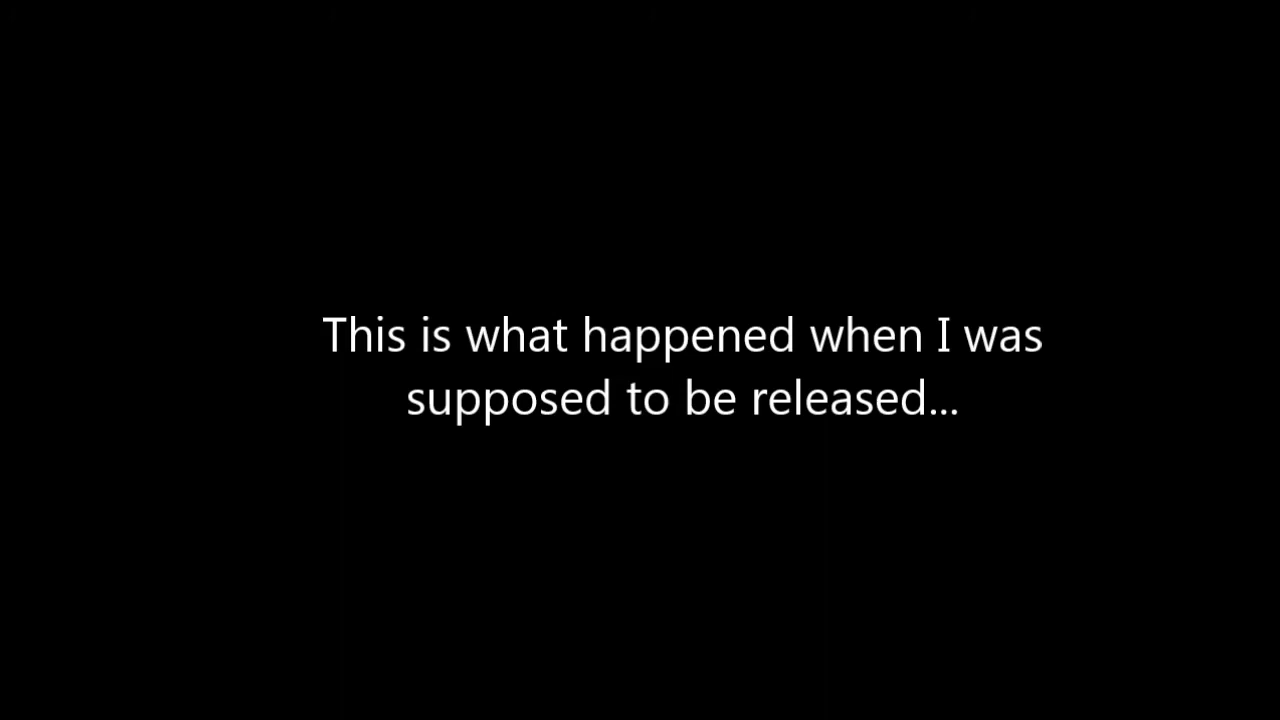 This is what happened when I was
supposed to be released...